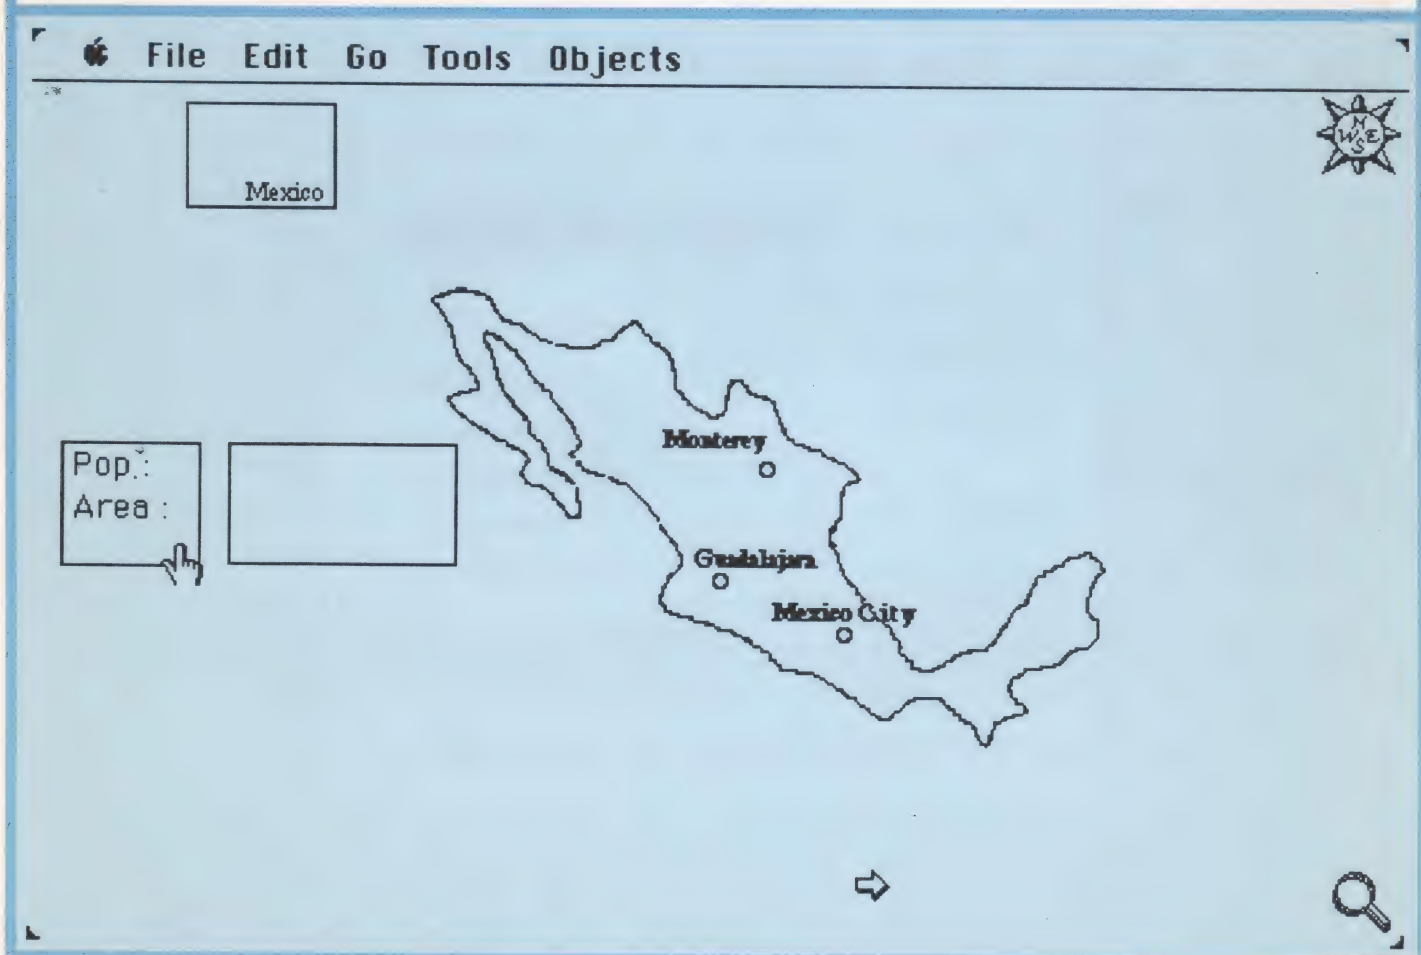 File Edit Go Tools Objects
N
W E
S
Mexico
Monterey
Pop.:
Area :
Guadalajara
Mexico City